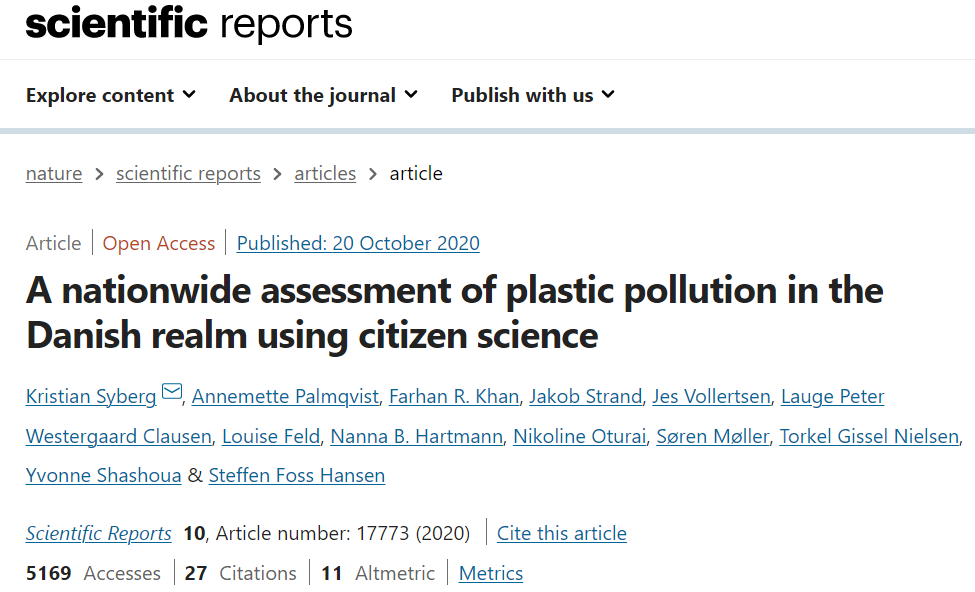 scientific reports
Explore content About the journal Publish with us
nature > scientific reports > articles > article
Article Open Access Published: 20 October 2020
A nationwide assessment of plastic pollution in the
Danish realm using citizen science
Kristian Syberg, Annemette Palmqvist, Farhan R. Khan, Jakob Strand, Jes Vollertsen, Lauge Peter
Westergaard Clausen, Louise Feld, Nanna B. Hartmann, Nikoline Oturai, Søren Møller, Torkel Gissel Nielsen,
Yvonne Shashoua & Steffen Foss Hansen
Scientific Reports 10, Article number: 17773 (2020) Cite this article
5169 Accesses 27 Citations 11 Altmetric Metrics